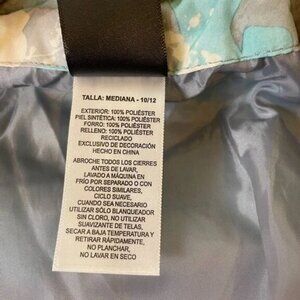 TALLA: MEDIANA - 10/12
EXTERIOR: 100% POLIÉSTER
PIEL SINTÉTICA: 100% POLIÉSTER
FORRO: 100% POLIÉSTER
RELLENO: 100% POLIÉSTER
RECICLADO
EXCLUSIVO DE DECORACIÓN
HECHO EN CHINA
ABROCHE TODOS LOS CIERRES
ANTES DE LAVAR,
LAVADO A MÁQUINA EN
FRÍO POR SEPARADO O CON
COLORES SIMILARES,
CICLO SUAVE,
CUANDO SEA NECESARIO
UTILIZAR SÓLO BLANQUEADOR
SIN CLORO, NO UTILIZAR
SUAVIZANTE DE TELAS,
SECAR A BAJA TEMPERATURA Y
RETIRAR RÁPIDAMENTE,
NO PLANCHAR,
NO LAVAR EN SECO